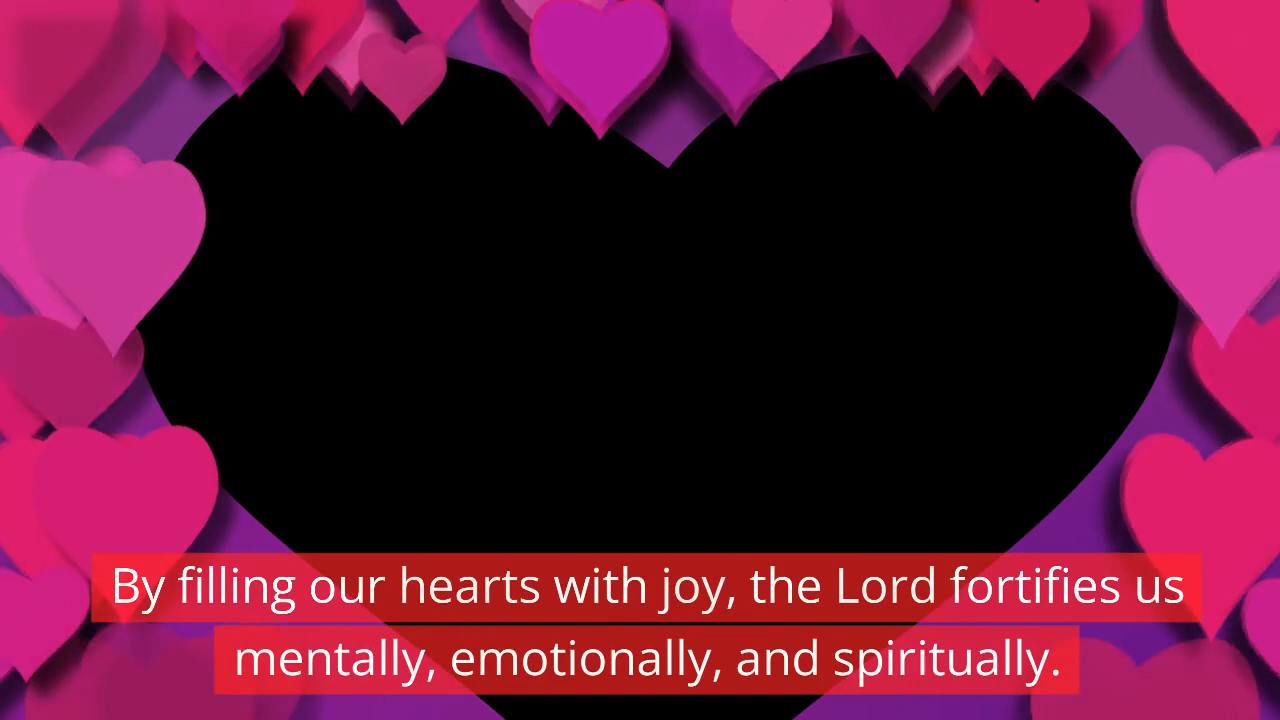 By filling our hearts with joy, the Lord fortifies us
mentally, emotionally, and spiritually.